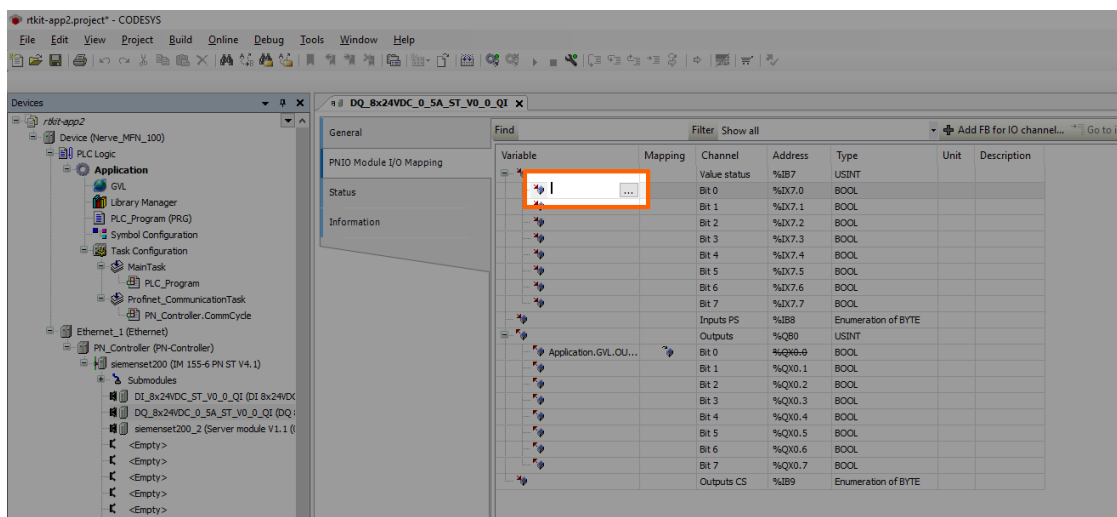 rtkit-app2.project* - CODESYS
File Edit View Project Build Online Debug Tools Window Help
Devices
rtkit-app2
Device (Nerve_MFN_100)
PLC Logic
Application
GVL
Library Manager
PLC_Program (PRG)
Symbol Configuration
Task Configuration
MainTask
PLC_Program
Profinet_CommunicationTask
PN_Controller.CommCycle
Ethernet_1 (Ethernet)
PN_Controller (PN-Controller)
siemenset200 (IM 155-6 PN ST V4.1)
Submodules
DI_8x24VDC_ST_V0_0_QI (DI 8x24VDC
DQ_8x24VDC_0_5A_ST_V0_0_QI (DQ
siemenset200_2 (Server module V1.1 (
<Empty>
<Empty>
<Empty>
<Empty>
<Empty>
DQ_8x24VDC_0_5A_ST_V0_0_QI X
General
PNIO Module I/O Mapping
Status
Information
Find Filter Show all Add FB for IO channel... Go to i
Variable Mapping Channel Address Type Unit Description
Value status %IB7 USINT
... Bit 0 %IX7.0 BOOL
Bit 1 %IX7.1 BOOL
Bit 2 %IX7.2 BOOL
Bit 3 %IX7.3 BOOL
Bit 4 %IX7.4 BOOL
Bit 5 %IX7.5 BOOL
Bit 6 %IX7.6 BOOL
Bit 7 %IX7.7 BOOL
Inputs PS %IB8 Enumeration of BYTE
Outputs %QB0 USINT
Application.GVL.OU... Bit 0 %QX0.0 BOOL
Bit 1 %QX0.1 BOOL
Bit 2 %QX0.2 BOOL
Bit 3 %QX0.3 BOOL
Bit 4 %QX0.4 BOOL
Bit 5 %QX0.5 BOOL
Bit 6 %QX0.6 BOOL
Bit 7 %QX0.7 BOOL
Outputs CS %IB9 Enumeration of BYTE